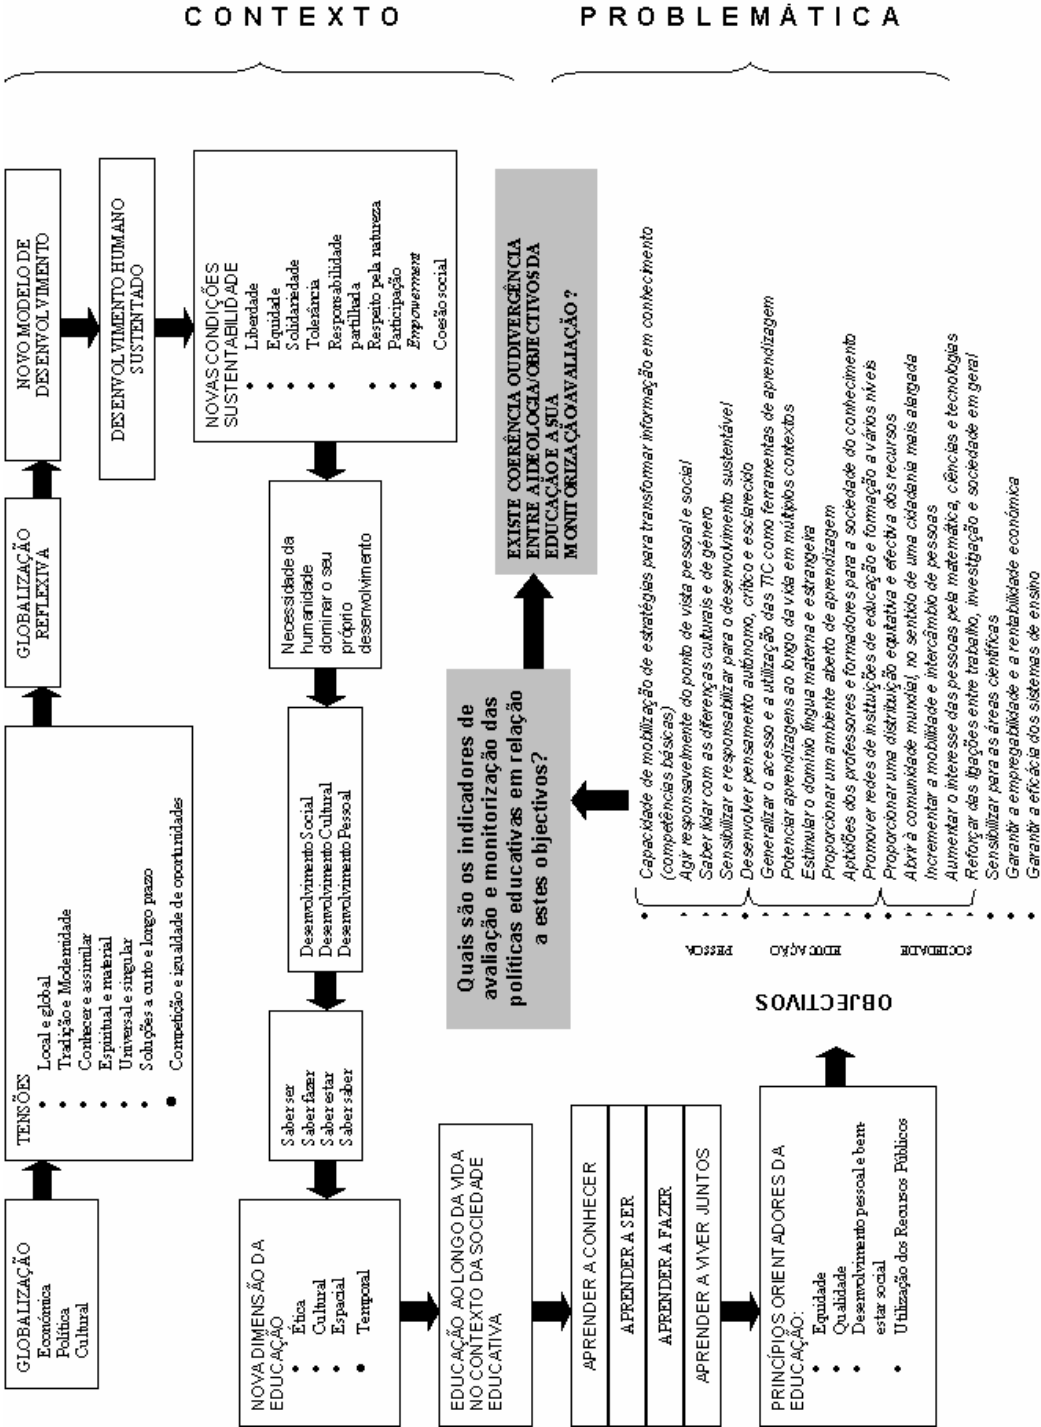 CONTEXTO
PROBLEMÁTICA
GLOBALIZAÇÃO
Económica
Política
Cultural
TENSÕES
• Local e global
• Tradição e Modernidade
• Conhecer e assimilar
• Espiritual e material
• Universal e singular
• Soluções a curto e longo prazo
• Competição e igualdade de oportunidades
GLOBALIZAÇÃO
REFLEXIVA
NOVO MODELO DE
DESENVOLVIMENTO
DESENVOLVIMENTO HUMANO
SUSTENTADO
NOVAS CONDIÇÕES
SUSTENTABILIDADE
• Liberdade
• Equidade
• Solidariedade
• Tolerância
• Responsabilidade
partilhada
• Respeito pela natureza
• Participação
• Empowerment
• Coesão social
Necessidade da
humanidade
dominar o seu
próprio
desenvolvimento
Desenvolvimento Social
Desenvolvimento Cultural
Desenvolvimento Pessoal
Saber ser
Saber fazer
Saber estar
Saber saber
NOVA DIMENSÃO DA
EDUCAÇÃO
• Ética
• Cultural
• Espacial
• Temporal
EDUCAÇÃO AO LONGO DA VIDA
NO CONTEXTO DA SOCIEDADE
EDUCATIVA
APRENDER A CONHECER
APRENDER A SER
APRENDER A FAZER
APRENDER A VIVER JUNTOS
PRINCÍPIOS ORIENTADORES DA
EDUCAÇÃO:
• Equidade
• Qualidade
• Desenvolvimento pessoal e bem-
estar social
• Utilização dos Recursos Públicos
OBJECTIVOS
PESSOA
EDUCAÇÃO
SOCIEDADE
• Capacidade de mobilização de estratégias para transformar informação em conhecimento
(competências básicas)
• Agir responsavelmente do ponto de vista pessoal e social
• Saber lidar com as diferenças culturais e de género
• Sensibilizar e responsabilizar para o desenvolvimento sustentável
• Desenvolver pensamento autónomo, crítico e esclarecido
• Generalizar o acesso e a utilização das TIC como ferramentas de aprendizagem
• Potenciar aprendizagens ao longo da vida em múltiplos contextos
• Estimular o domínio língua materna e estrangeira
• Proporcionar um ambiente aberto de aprendizagem
• Aptidões dos professores e formadores para a sociedade do conhecimento
• Promover redes de instituições de educação e formação a vários níveis
• Proporcionar uma distribuição equitativa e efectiva dos recursos
• Abrir à comunidade mundial, no sentido de uma cidadania mais alargada
• Incrementar a mobilidade e intercâmbio de pessoas
• Aumentar o interesse das pessoas pela matemática, ciências e tecnologias
• Reforçar das ligações entre trabalho, investigação e sociedade em geral
• Sensibilizar para as áreas científicas
• Garantir a empregabilidade e a rentabilidade económica
• Garantir a eficácia dos sistemas de ensino
Quais são os indicadores de
avaliação e monitorização das
políticas educativas em relação
a estes objectivos?
EXISTE COERÊNCIA OU DIVERGÊNCIA
ENTRE A IDEOLOGIA/OBJECTIVOS DA
EDUCAÇÃO E A SUA
MONITORIZAÇÃO/AVALIAÇÃO ?